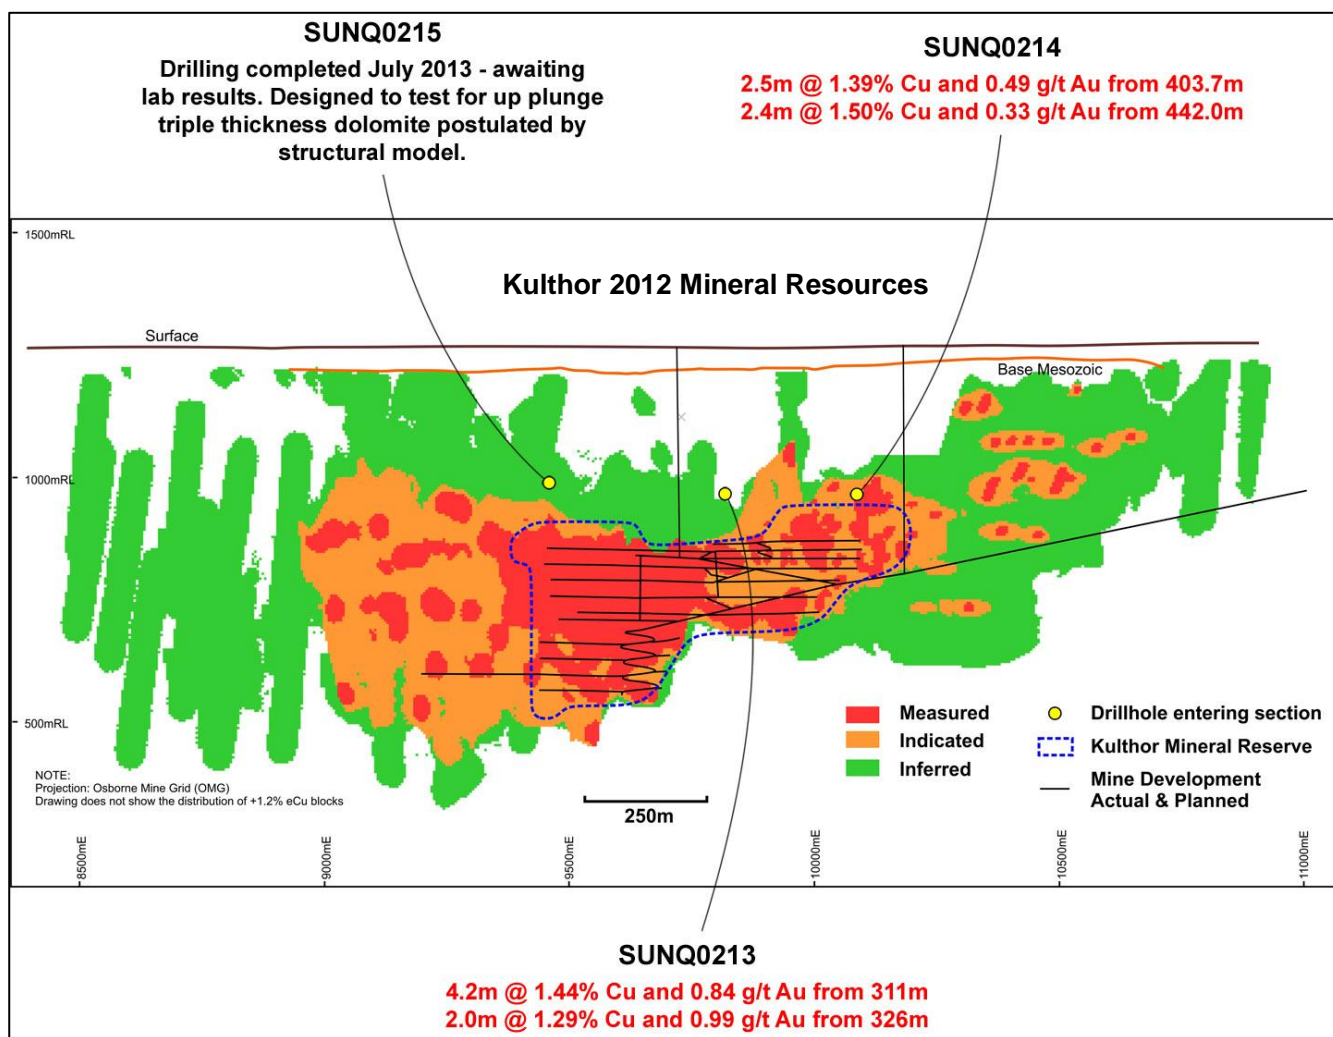 SUNQ0215
Drilling completed July 2013 - awaiting
lab results. Designed to test for up plunge
triple thickness dolomite postulated by
structural model.
SUNQ0214
2.5m @ 1.39% Cu and 0.49 g/t Au from 403.7m
2.4m @ 1.50% Cu and 0.33 g/t Au from 442.0m
1500mRL
Kulthor 2012 Mineral Resources
Surface
Base Mesozoic
1000mRL
500mRL
Measured
Indicated
Inferred
Drillhole entering section
Kulthor Mineral Reserve
Mine Development
Actual & Planned
NOTE:
Projection: Osborne Mine Grid (OMG)
Drawing does not show the distribution of +1.2% eCu blocks
250m
8500mE
9000mE
9500mE
10000mE
10500mE
11000mE
SUNQ0213
4.2m @ 1.44% Cu and 0.84 g/t Au from 311m
2.0m @ 1.29% Cu and 0.99 g/t Au from 326m